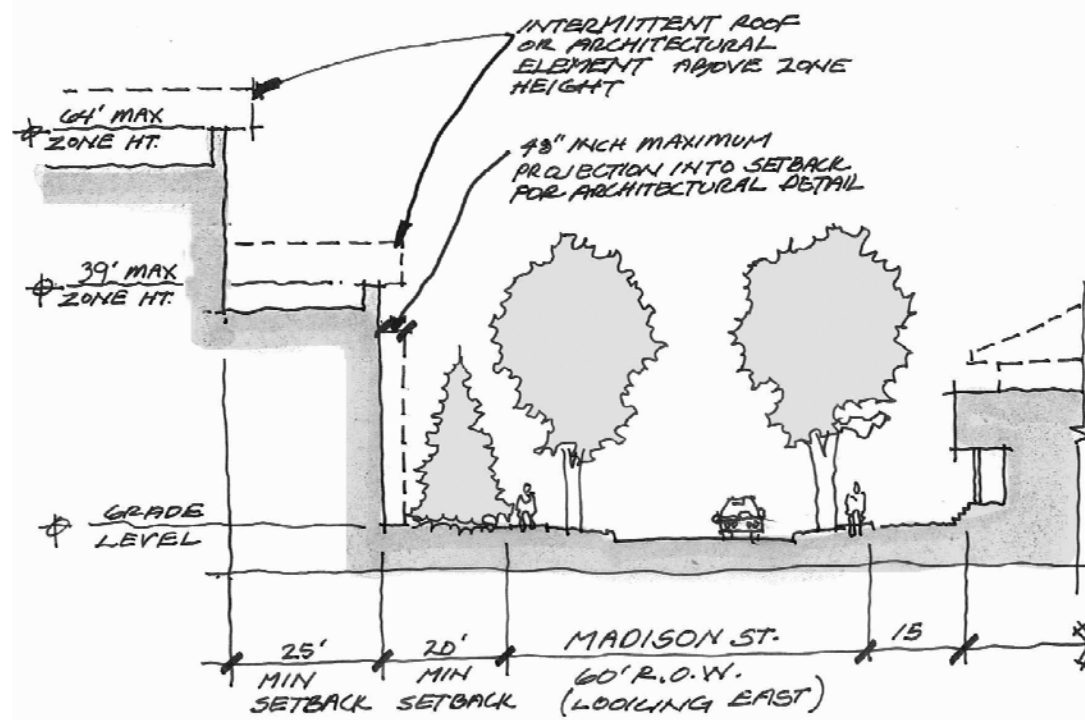 INTERMITTENT ROOF
OR ARCHITECTURAL
ELEMENT ABOVE ZONE
HEIGHT
64' MAX
ZONE HT.
48" INCH MAXIMUM
PROJECTION INTO SETBACK
FOR ARCHITECTURAL DETAIL
39' MAX
ZONE HT.
GRADE
LEVEL
25'
MIN
SETBACK
20'
MIN
SETBACK
MADISON ST.
60' R.O.W.
(LOOKING EAST)
15